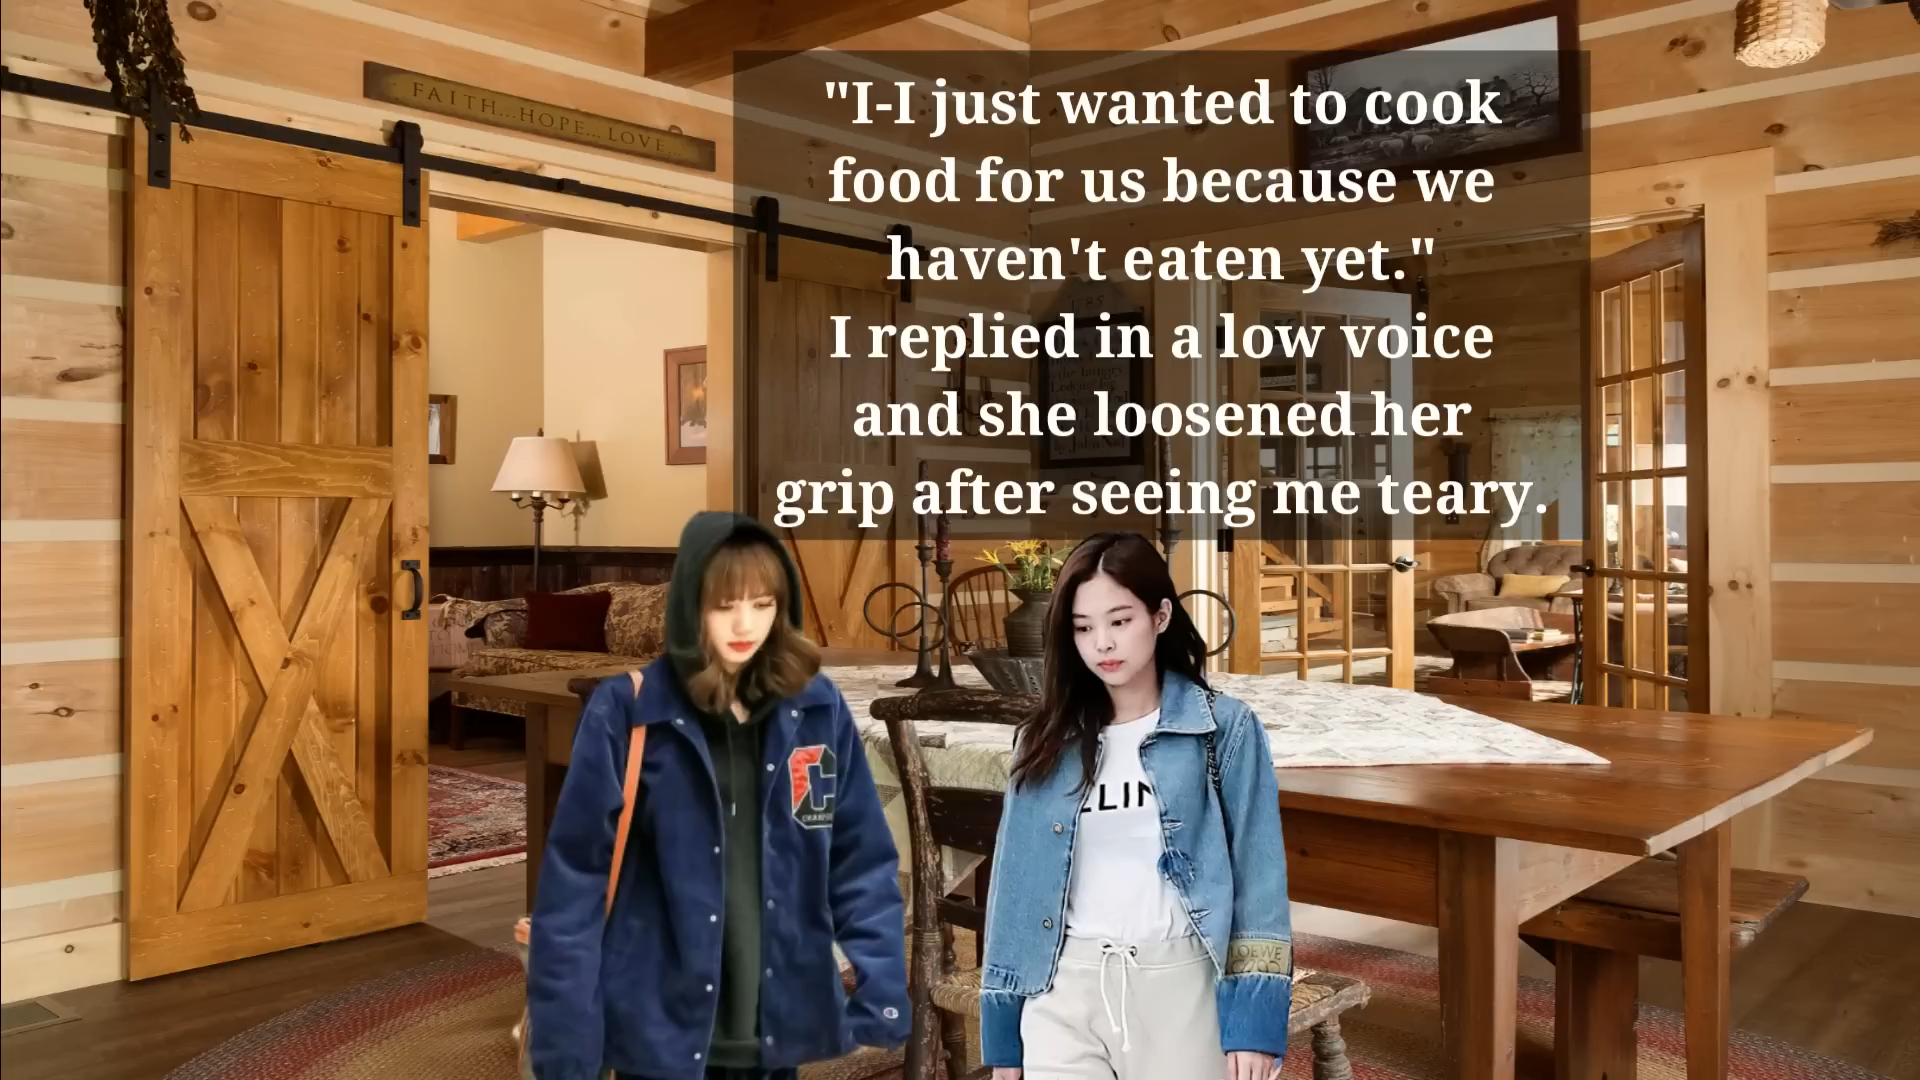 FAITH...HOPE...LOVE...
"I-I just wanted to cook
food for us because we
haven't eaten yet."
I replied in a low voice
and she loosened her
grip after seeing me teary.
C
LOEWE